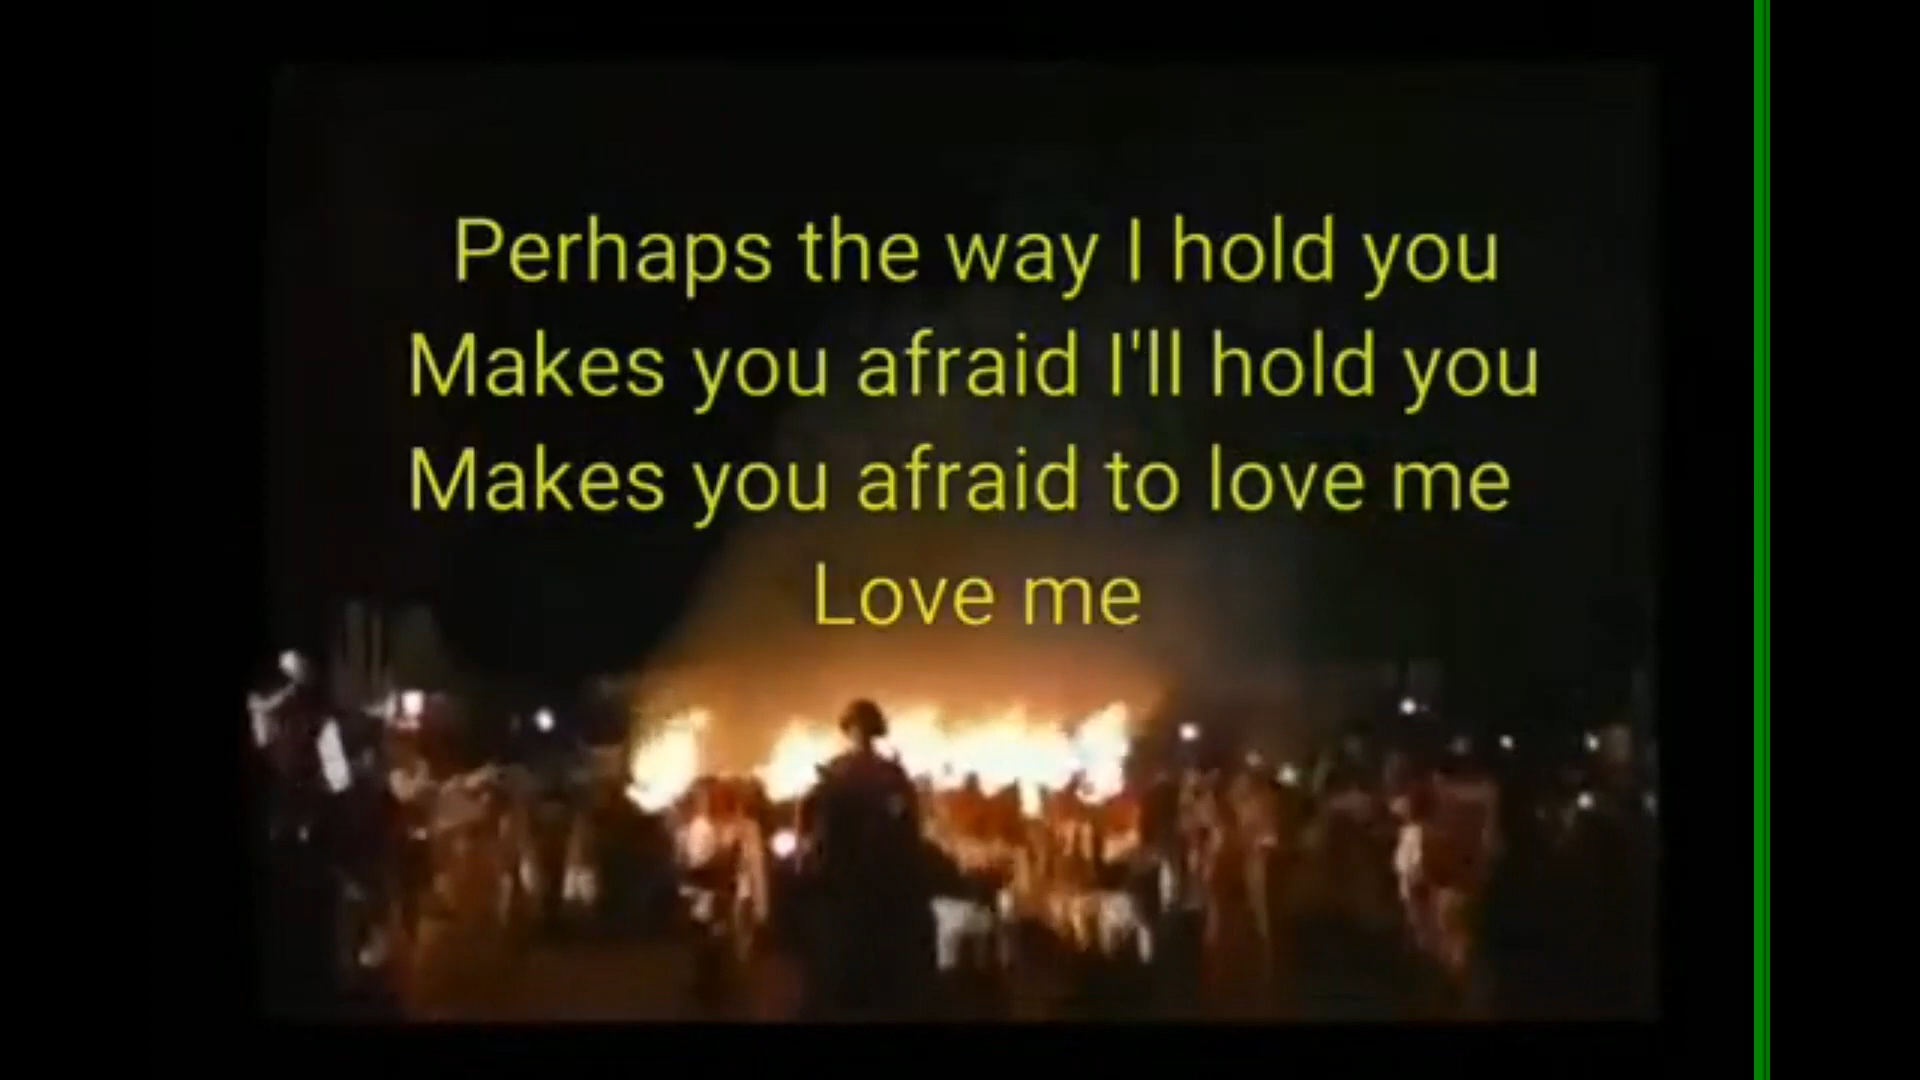 Perhaps the way I hold you
Makes you afraid I'll hold you
Makes you afraid to love me
Love me